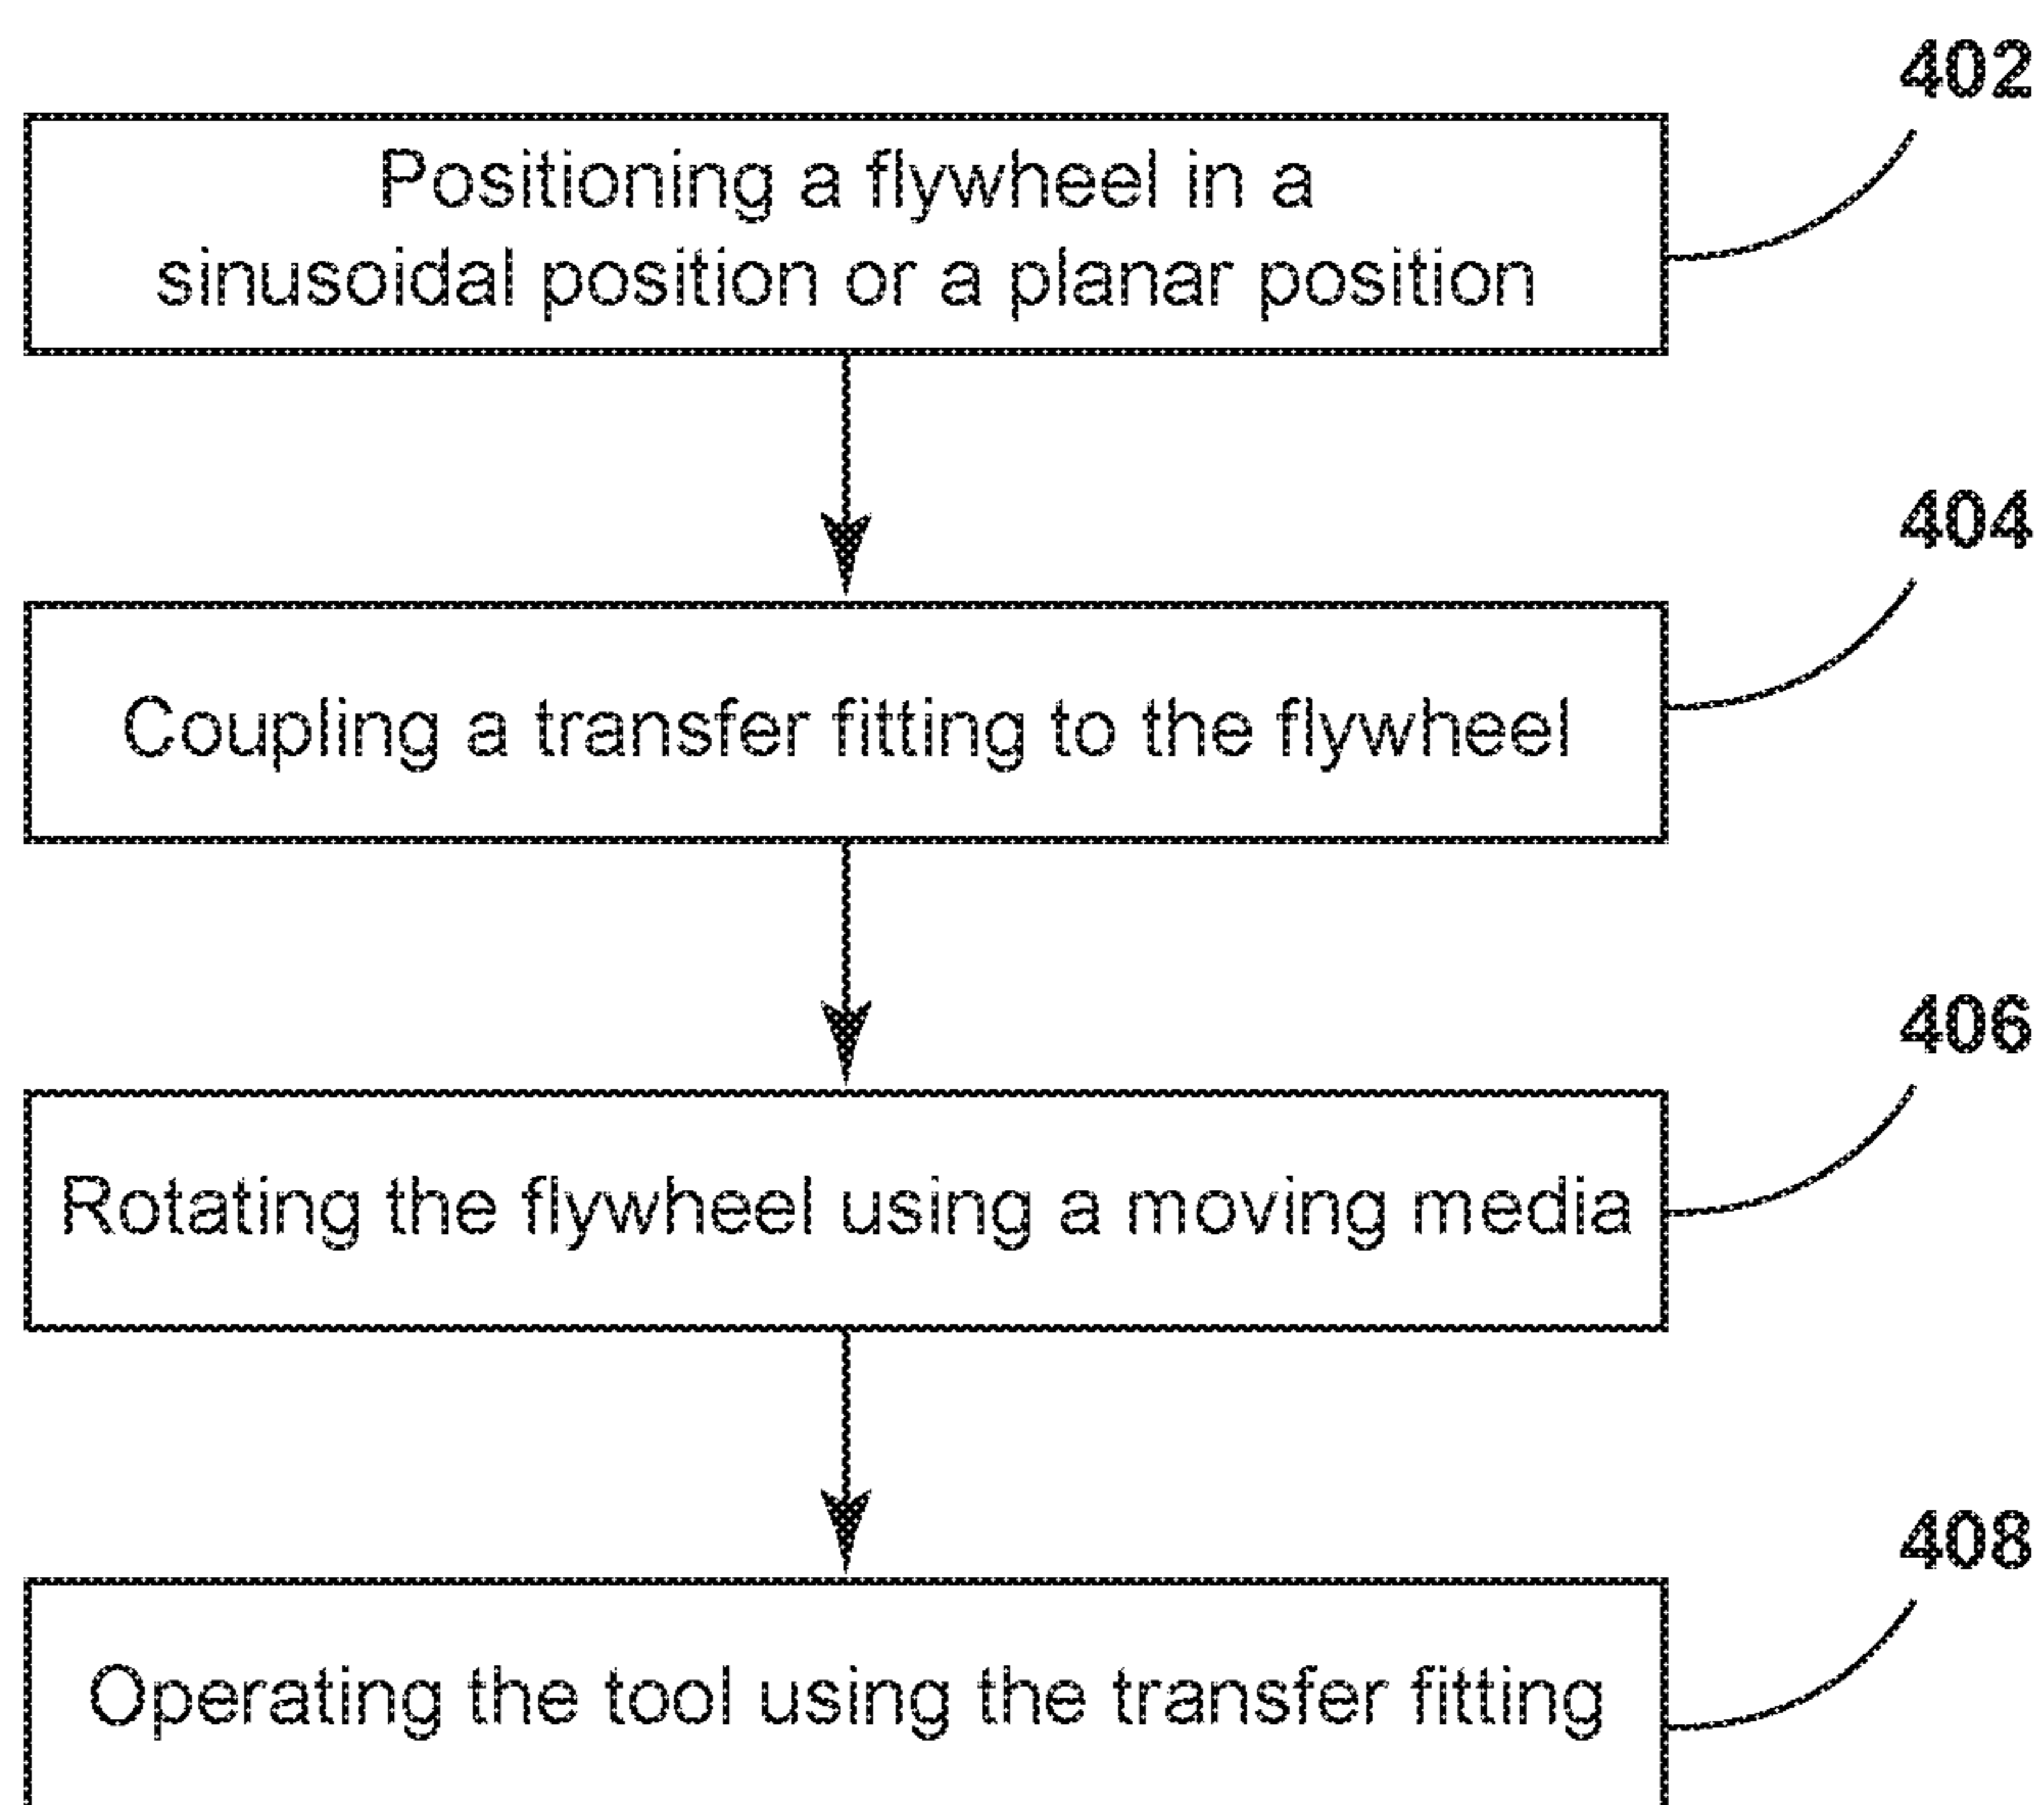 402
Positioning a flywheel in a
sinusoidal position or a planar position
404
Coupling a transfer fitting to the flywheel
406
Rotating the flywheel using a moving media
408
Operating the tool using the transfer fitting